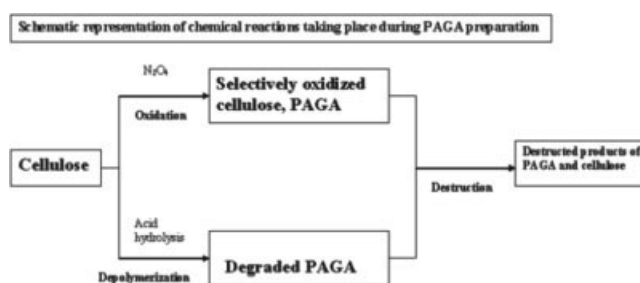 Schematic representation of chemical reactions taking place during PAGA preparation
N₂O₄
Selectively oxidized
cellulose, PAGA
Oxidation
Cellulose
Destructed products of
PAGA and cellulose
Destruction
Acid
hydrolysis
Degraded PAGA
Depolymerization